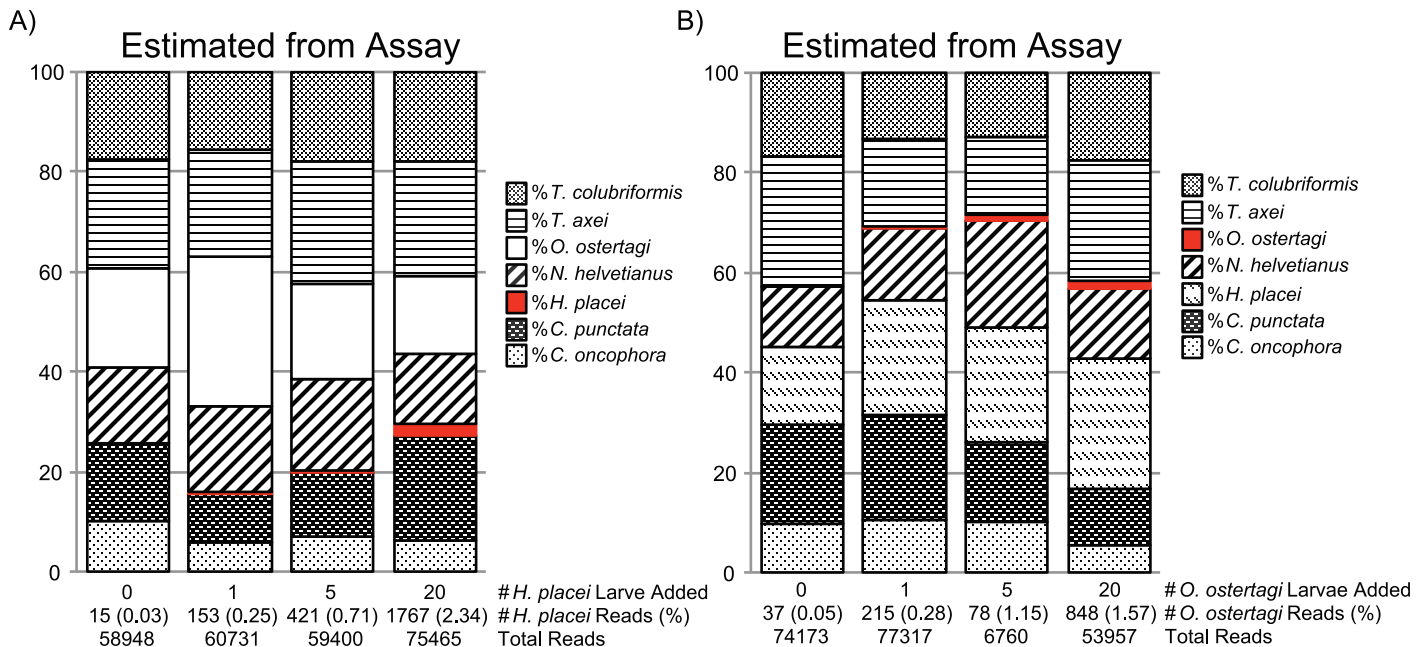 A)
Estimated from Assay
100
80
60
40
20
0
0 1 5 20 # H. placei Larve Added
15 (0.03) 153 (0.25) 421 (0.71) 1767 (2.34) # H. placei Reads (%)
58948 60731 59400 75465 Total Reads
% T. colubriformis
% T. axei
% O. ostertagi
% N. helvetianus
% H. placei
% C. punctata
% C. oncophora
B)
Estimated from Assay
100
80
60
40
20
0
0 1 5 20 # O. ostertagi Larvae Added
37 (0.05) 215 (0.28) 78 (1.15) 848 (1.57) # O. ostertagi Reads (%)
74173 77317 6760 53957 Total Reads
% T. colubriformis
% T. axei
% O. ostertagi
% N. helvetianus
% H. placei
% C. punctata
% C. oncophora